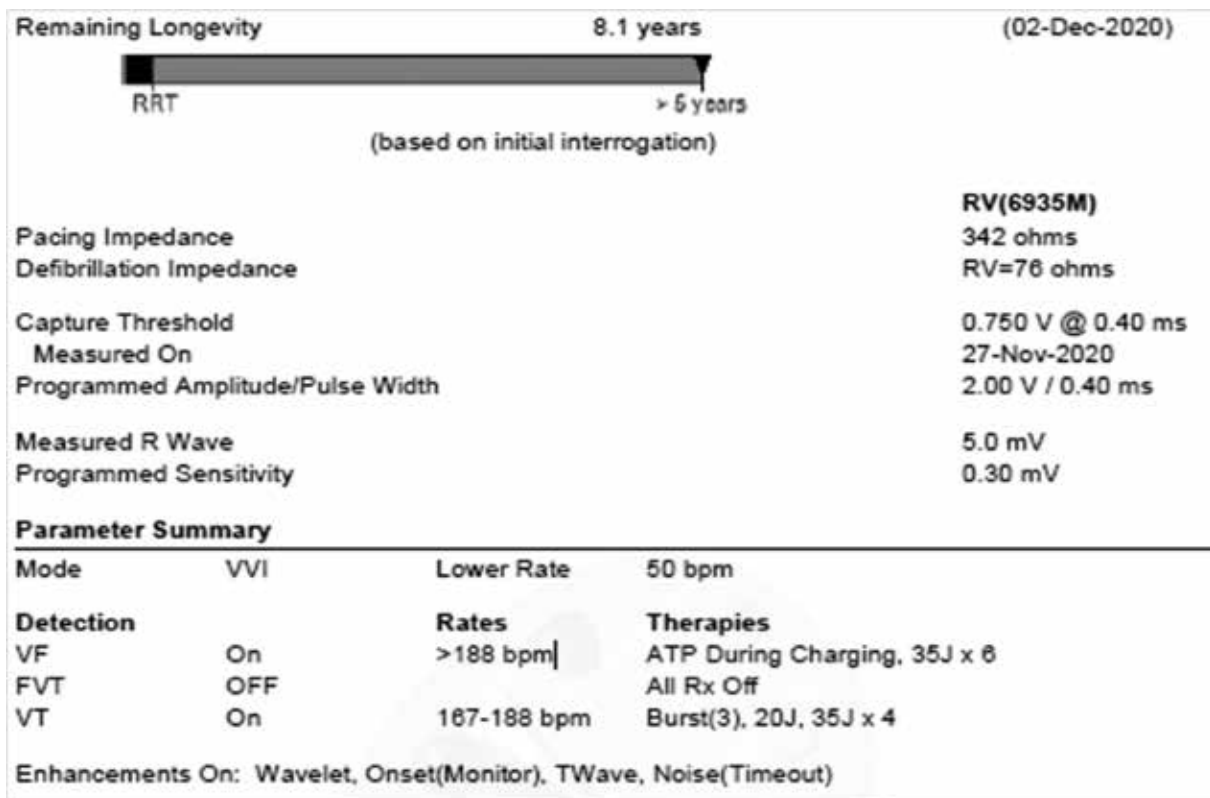 Remaining Longevity 8.1 years (02-Dec-2020)
RRT > 5 years
(based on initial interrogation)
RV(6935M)
Pacing Impedance 342 ohms
Defibrillation Impedance RV=76 ohms
Capture Threshold 0.750 V @ 0.40 ms
Measured On 27-Nov-2020
Programmed Amplitude/Pulse Width 2.00 V / 0.40 ms
Measured R Wave 5.0 mV
Programmed Sensitivity 0.30 mV
Parameter Summary
Mode VVI Lower Rate 50 bpm
Detection Rates Therapies
VF On >188 bpm ATP During Charging, 35J x 6
FVT OFF All Rx Off
VT On 167-188 bpm Burst(3), 20J, 35J x 4
Enhancements On: Wavelet, Onset(Monitor), TWave, Noise(Timeout)